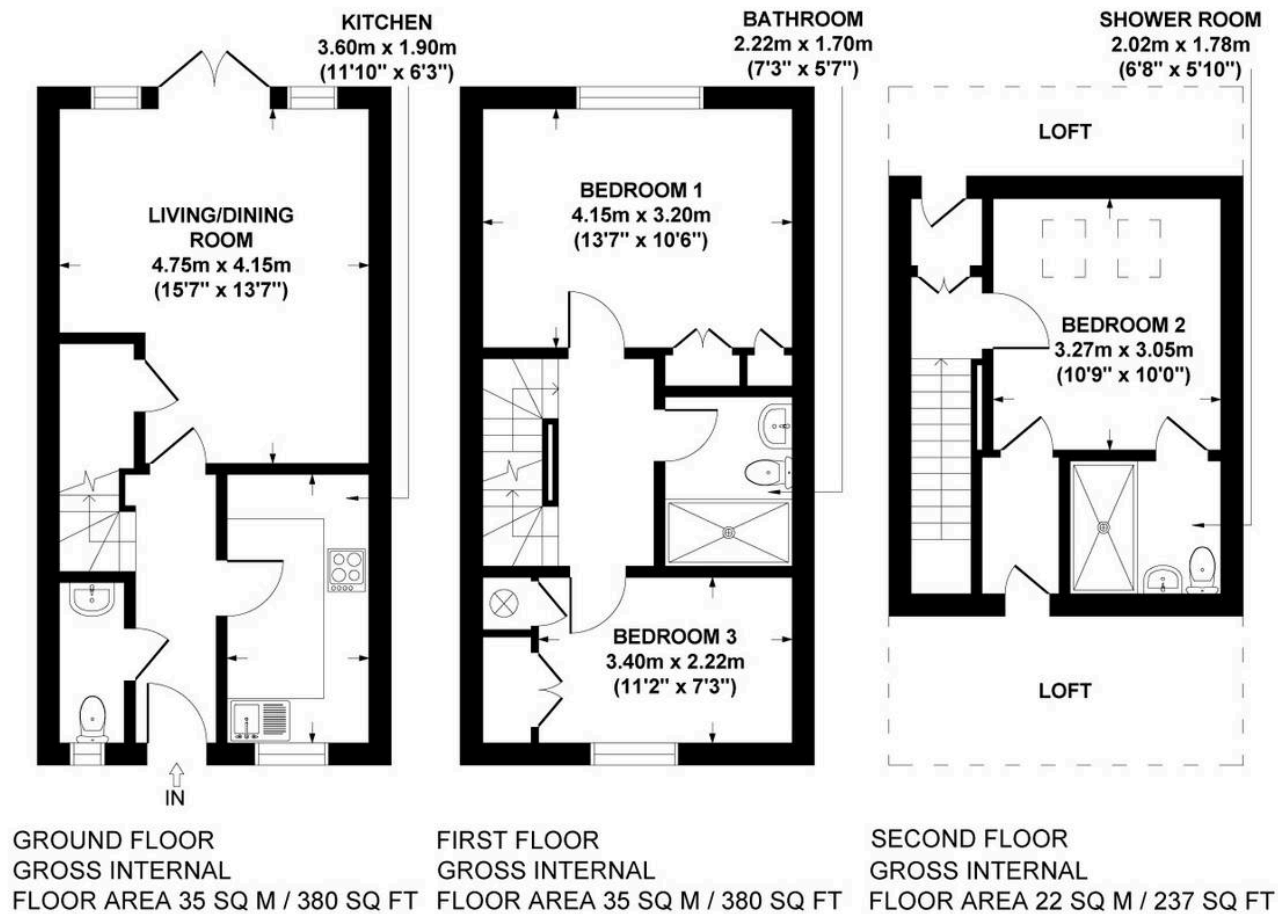 KITCHEN
3.60m x 1.90m
(11'10" x 6'3")
LIVING/DINING
ROOM
4.75m x 4.15m
(15'7" x 13'7")
IN
GROUND FLOOR
GROSS INTERNAL
FLOOR AREA 35 SQ M / 380 SQ FT
BATHROOM
2.22m x 1.70m
(7'3" x 5'7")
BEDROOM 1
4.15m x 3.20m
(13'7" x 10'6")
BEDROOM 3
3.40m x 2.22m
(11'2" x 7'3")
FIRST FLOOR
GROSS INTERNAL
FLOOR AREA 35 SQ M / 380 SQ FT
SHOWER ROOM
2.02m x 1.78m
(6'8" x 5'10")
LOFT
BEDROOM 2
3.27m x 3.05m
(10'9" x 10'0")
LOFT
SECOND FLOOR
GROSS INTERNAL
FLOOR AREA 22 SQ M / 237 SQ FT